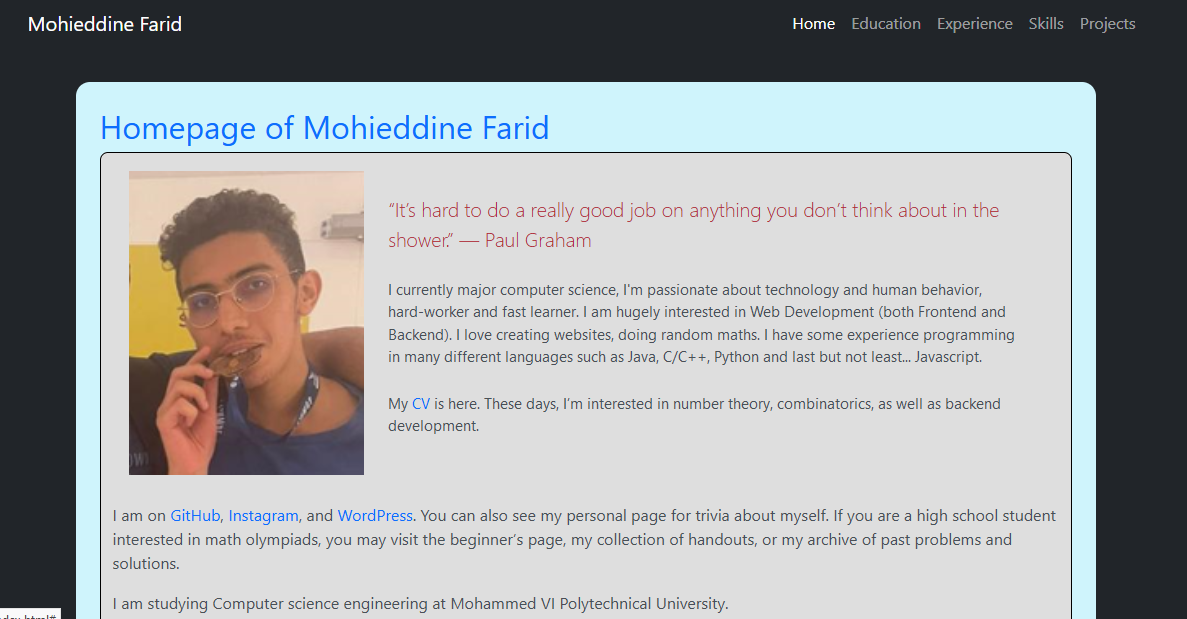 Mohieddine Farid
Home Education Experience Skills Projects
Homepage of Mohieddine Farid
“It’s hard to do a really good job on anything you don’t think about in the
shower.” — Paul Graham
I currently major computer science, I'm passionate about technology and human behavior,
hard-worker and fast learner. I am hugely interested in Web Development (both Frontend and
Backend). I love creating websites, doing random maths. I have some experience programming
in many different languages such as Java, C/C++, Python and last but not least... Javascript.
My CV is here. These days, I’m interested in number theory, combinatorics, as well as backend
development.
I am on GitHub, Instagram, and WordPress. You can also see my personal page for trivia about myself. If you are a high school student
interested in math olympiads, you may visit the beginner’s page, my collection of handouts, or my archive of past problems and
solutions.
I am studying Computer science engineering at Mohammed VI Polytechnical University.